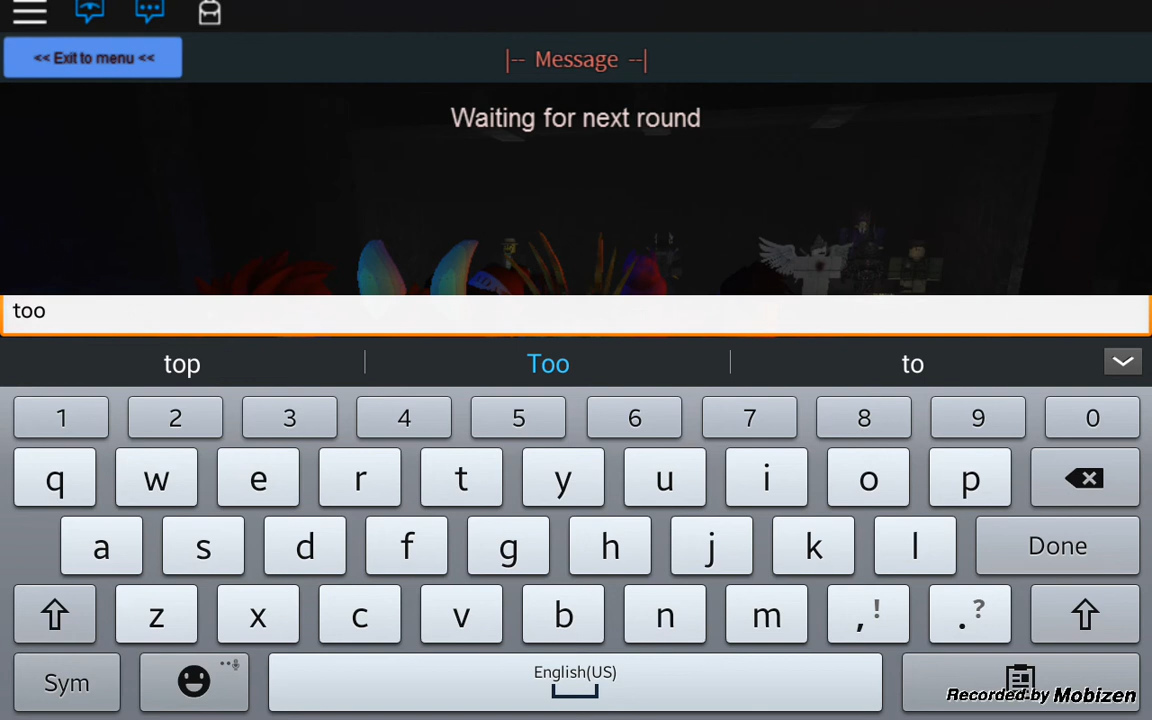 << Exit to menu <<
|-- Message --|
Waiting for next round
too
top Too to
1 2 3 4 5 6 7 8 9 0
q w e r t y u i o p
a s d f g h j k l Done
z x c v b n m ,! .?
Sym English(US)
Recorded by Mobizen